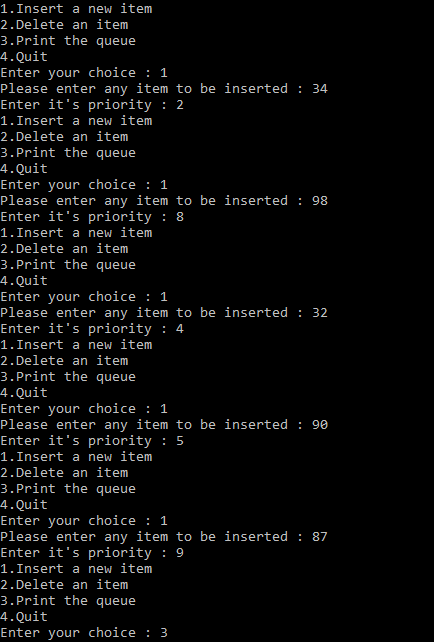 1.Insert a new item
2.Delete an item
3.Print the queue
4.Quit
Enter your choice : 1
Please enter any item to be inserted : 34
Enter it's priority : 2
1.Insert a new item
2.Delete an item
3.Print the queue
4.Quit
Enter your choice : 1
Please enter any item to be inserted : 98
Enter it's priority : 8
1.Insert a new item
2.Delete an item
3.Print the queue
4.Quit
Enter your choice : 1
Please enter any item to be inserted : 32
Enter it's priority : 4
1.Insert a new item
2.Delete an item
3.Print the queue
4.Quit
Enter your choice : 1
Please enter any item to be inserted : 90
Enter it's priority : 5
1.Insert a new item
2.Delete an item
3.Print the queue
4.Quit
Enter your choice : 1
Please enter any item to be inserted : 87
Enter it's priority : 9
1.Insert a new item
2.Delete an item
3.Print the queue
4.Quit
Enter your choice : 3